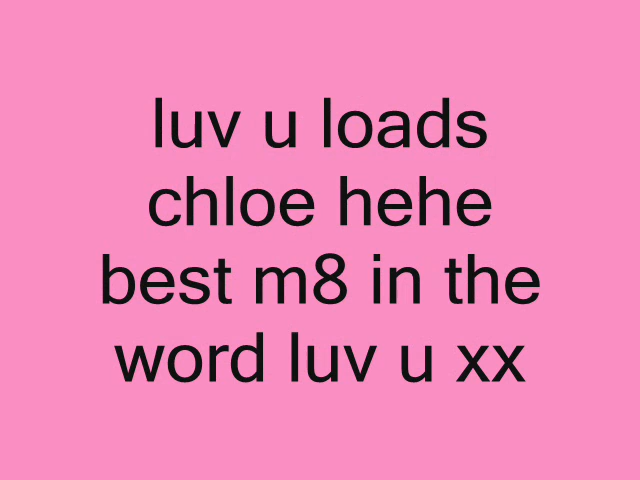 luv u loads
chloe hehe
best m8 in the
word luv u xx